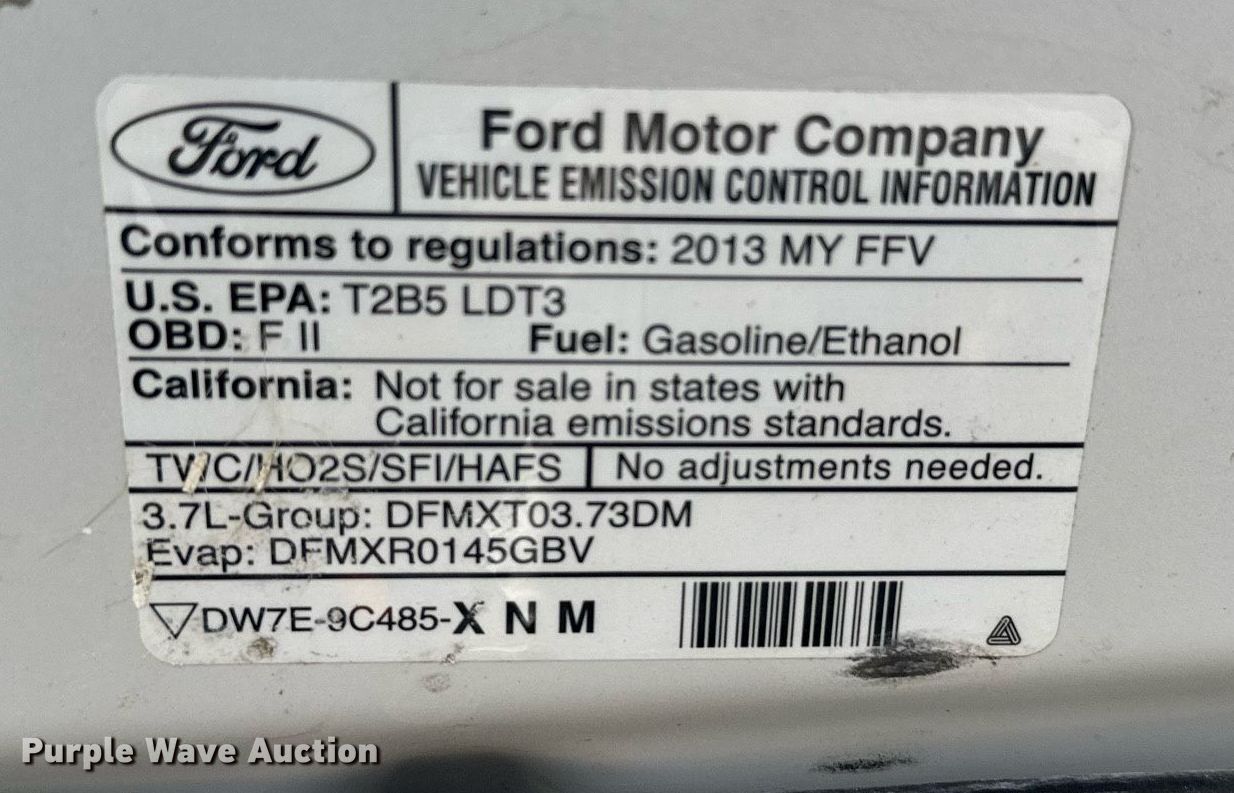 Ford
Ford Motor Company
VEHICLE EMISSION CONTROL INFORMATION
Conforms to regulations: 2013 MY FFV
U.S. EPA: T2B5 LDT3
OBD: F II Fuel: Gasoline/Ethanol
California: Not for sale in states with
California emissions standards.
TWC/HO2S/SFI/HAFS No adjustments needed.
3.7L-Group: DFMXT03.73DM
Evap: DFMXR0145GBV
DW7E-9C485-X N M
Purple Wave Auction